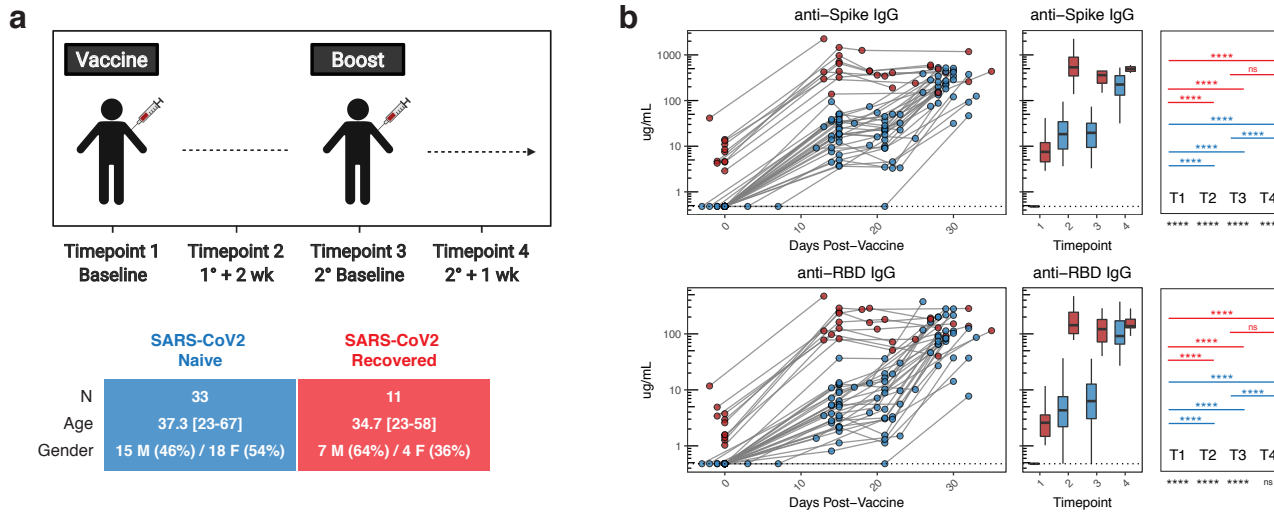 a
Vaccine
Boost
Timepoint 1
Baseline
Timepoint 2
1° + 2 wk
Timepoint 3
2° Baseline
Timepoint 4
2° + 1 wk
SARS-CoV2
Naive
SARS-CoV2
Recovered
N
33
11
Age
37.3 [23-67]
34.7 [23-58]
Gender
15 M (46%) / 18 F (54%)
7 M (64%) / 4 F (36%)
b
anti−Spike IgG
ug/mL
1000
100
10
1
0
10
20
30
Days Post−Vaccine
anti−Spike IgG
1
2
3
4
Timepoint
****
ns
****
****
****
****
****
****
T1 T2 T3 T4
**** **** **** ***
anti−RBD IgG
ug/mL
100
10
1
0
10
20
30
Days Post−Vaccine
anti−RBD IgG
1
2
3
4
Timepoint
****
ns
****
****
****
****
****
****
T1 T2 T3 T4
**** **** **** ns